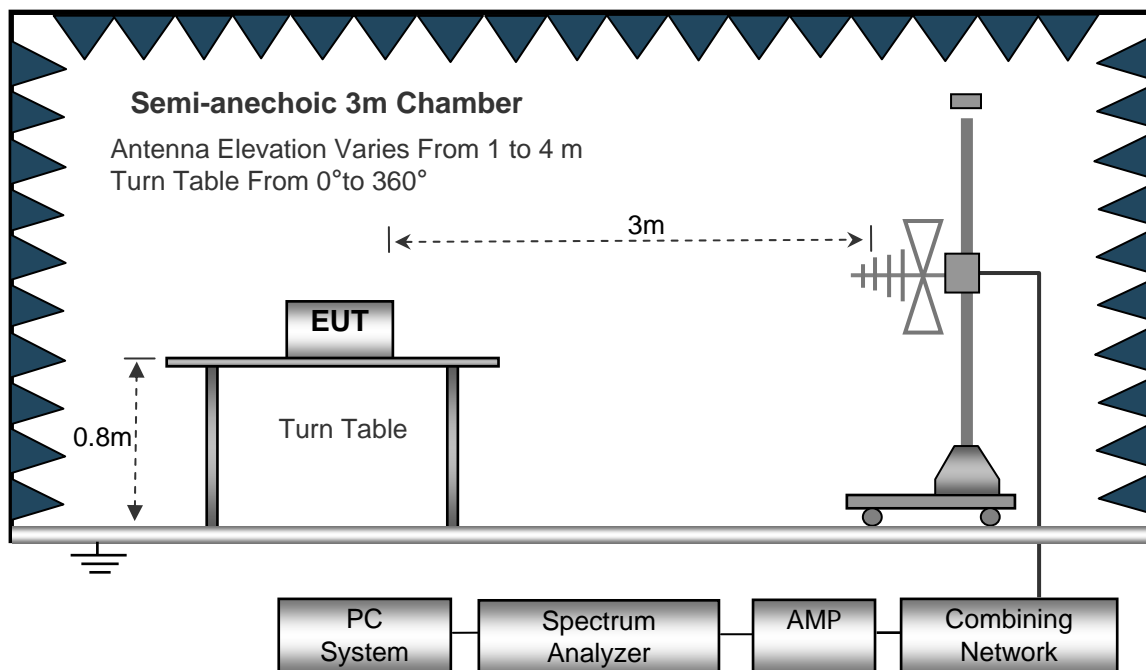 Semi-anechoic 3m Chamber
Antenna Elevation Varies From 1 to 4 m
Turn Table From 0°to 360°
3m
EUT
0.8m
Turn Table
PC
System
Spectrum
Analyzer
AMP
Combining
Network